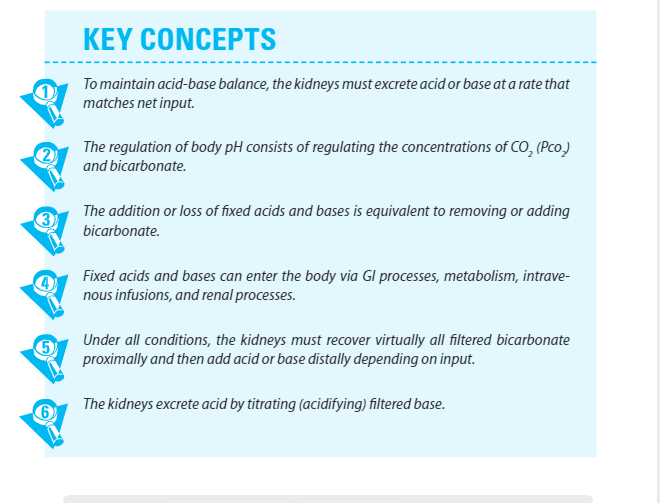 KEY CONCEPTS
1
To maintain acid-base balance, the kidneys must excrete acid or base at a rate that
matches net input.
2
The regulation of body pH consists of regulating the concentrations of CO₂ (Pco₂)
and bicarbonate.
3
The addition or loss of fixed acids and bases is equivalent to removing or adding
bicarbonate.
4
Fixed acids and bases can enter the body via GI processes, metabolism, intrave-
nous infusions, and renal processes.
5
Under all conditions, the kidneys must recover virtually all filtered bicarbonate
proximally and then add acid or base distally depending on input.
6
The kidneys excrete acid by titrating (acidifying) filtered base.